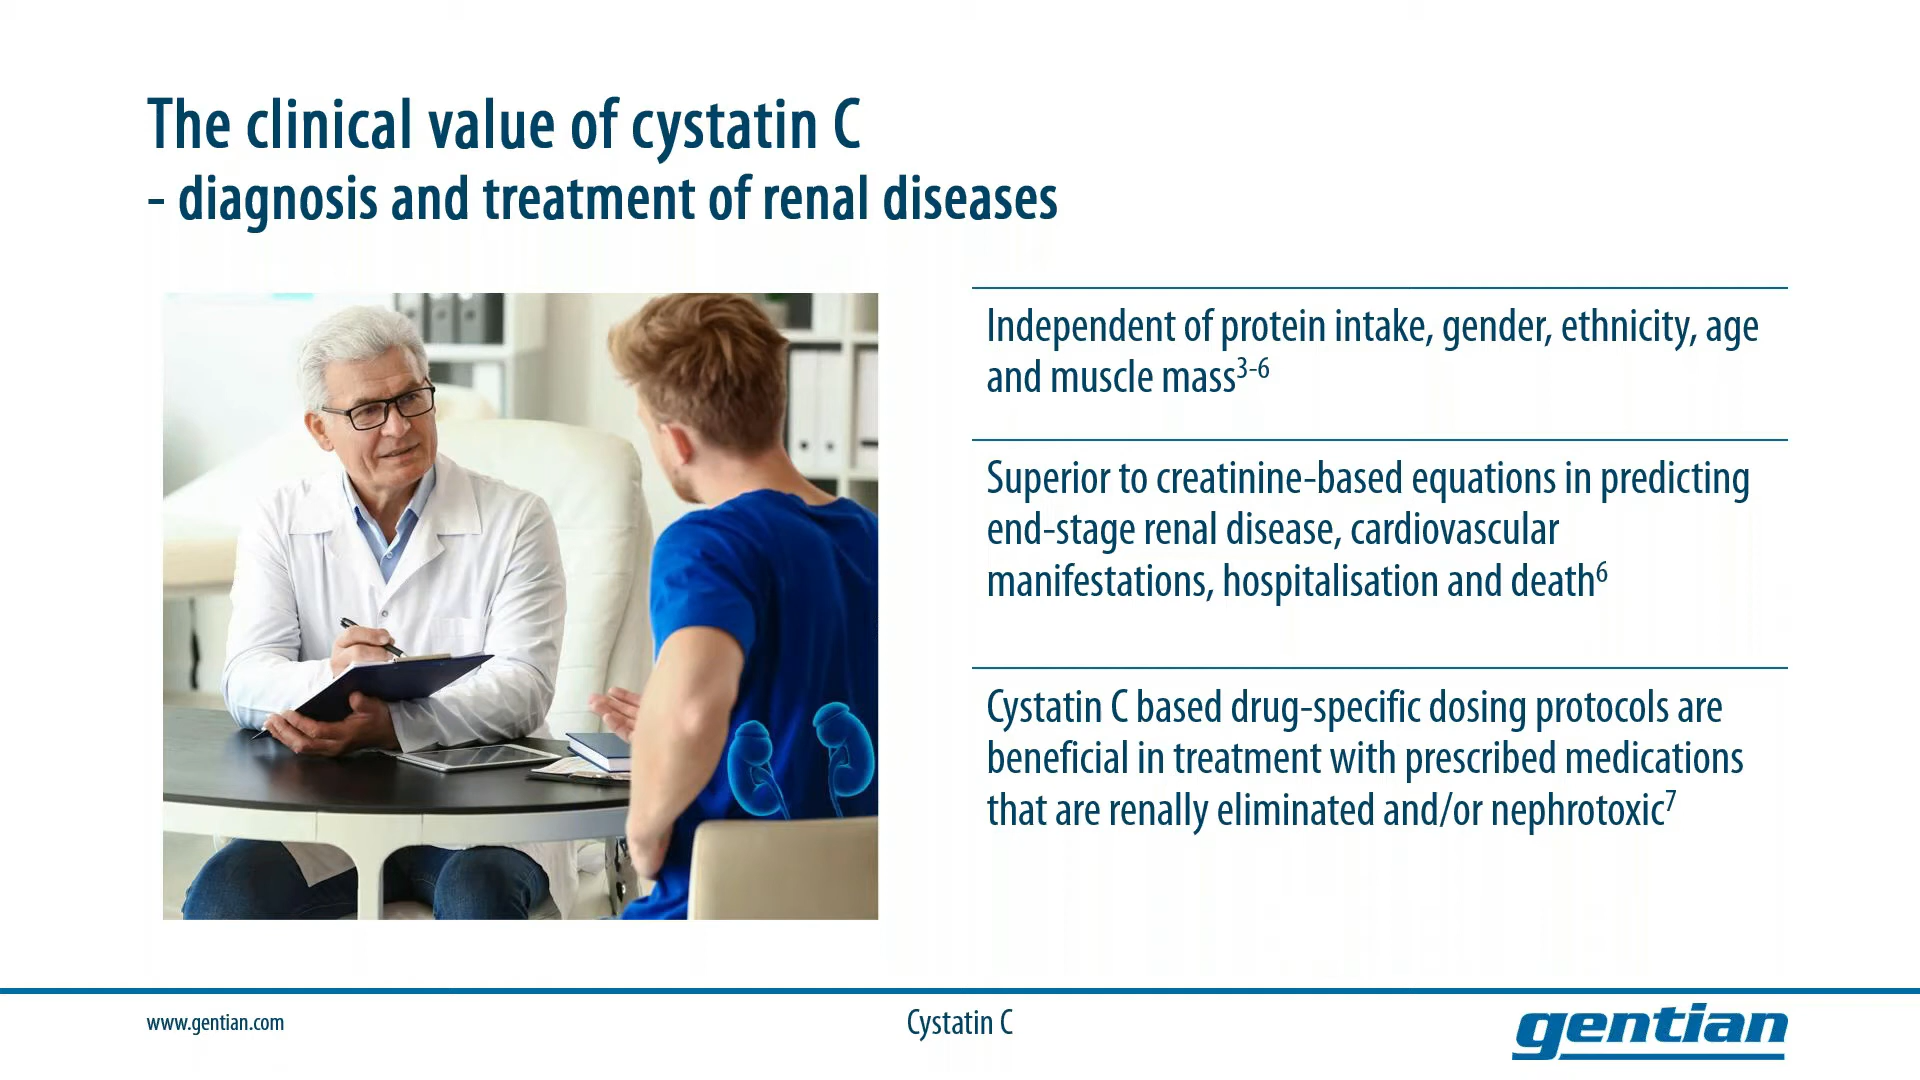 The clinical value of cystatin C
- diagnosis and treatment of renal diseases
Independent of protein intake, gender, ethnicity, age
and muscle mass³⁻⁶
Superior to creatinine-based equations in predicting
end-stage renal disease, cardiovascular
manifestations, hospitalisation and death⁶
Cystatin C based drug-specific dosing protocols are
beneficial in treatment with prescribed medications
that are renally eliminated and/or nephrotoxic⁷
www.gentian.com
Cystatin C
gentian